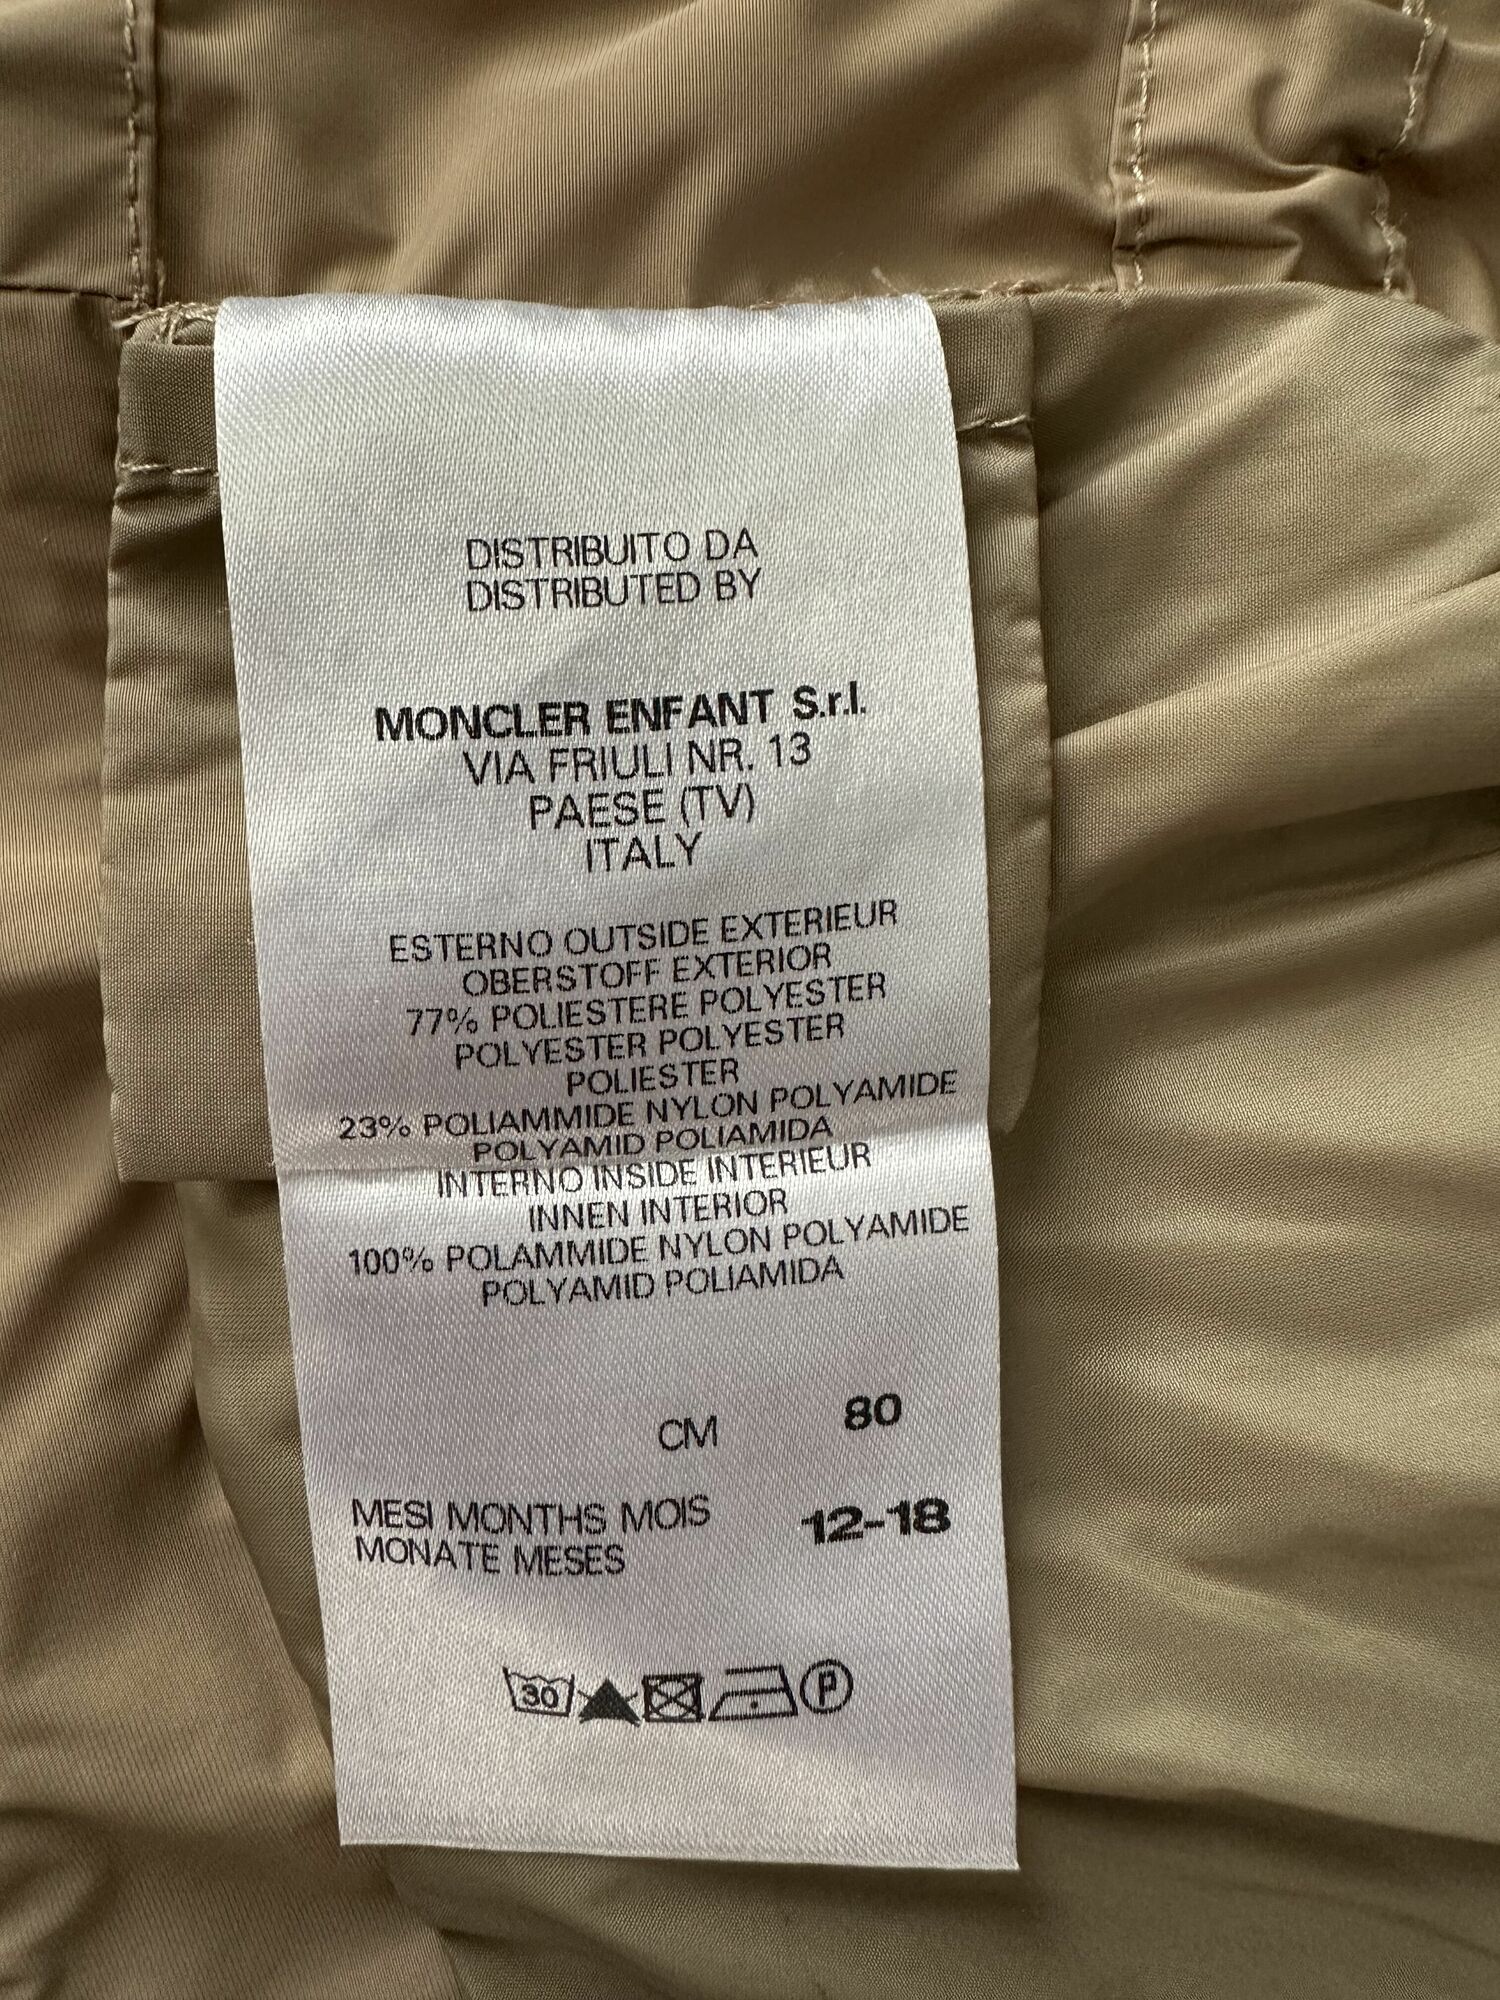 DISTRIBUITO DA
DISTRIBUTED BY
MONCLER ENFANT S.r.l.
VIA FRIULI NR. 13
PAESE (TV)
ITALY
ESTERNO OUTSIDE EXTERIEUR
OBERSTOFF EXTERIOR
77% POLIESTERE POLYESTER
POLYESTER POLYESTER
POLIESTER
23% POLIAMMIDE NYLON POLYAMIDE
POLYAMID POLIAMIDA
INTERNO INSIDE INTERIEUR
INNEN INTERIOR
100% POLAMMIDE NYLON POLYAMIDE
POLYAMID POLIAMIDA
CM 80
MESI MONTHS MOIS 12-18
MONATE MESES
30 P